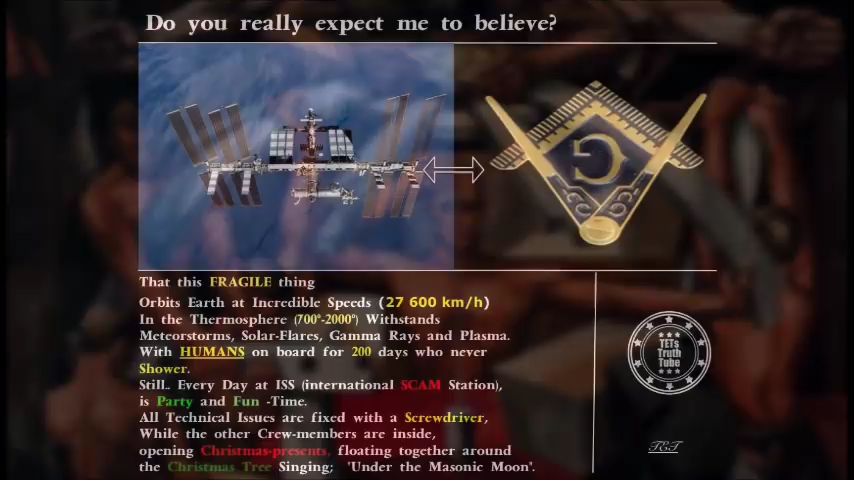 Do you really expect me to believe?
That this FRAGILE thing
Orbits Earth at Incredible Speeds (27 600 km/h)
In the Thermosphere (700°-2000°) Withstands
Meteorstorms, Solar-Flares, Gamma Rays and Plasma.
With HUMANS on board for 200 days who never
Shower.
Still.. Every Day at ISS (international SCAM Station),
is Party and Fun -Time.
All Technical Issues are fixed with a Screwdriver,
While the other Crew-members are inside,
opening Christmas-presents, floating together around
the Christmas Tree Singing; "Under the Masonic Moon".
TETs
Truth
Tube
TET